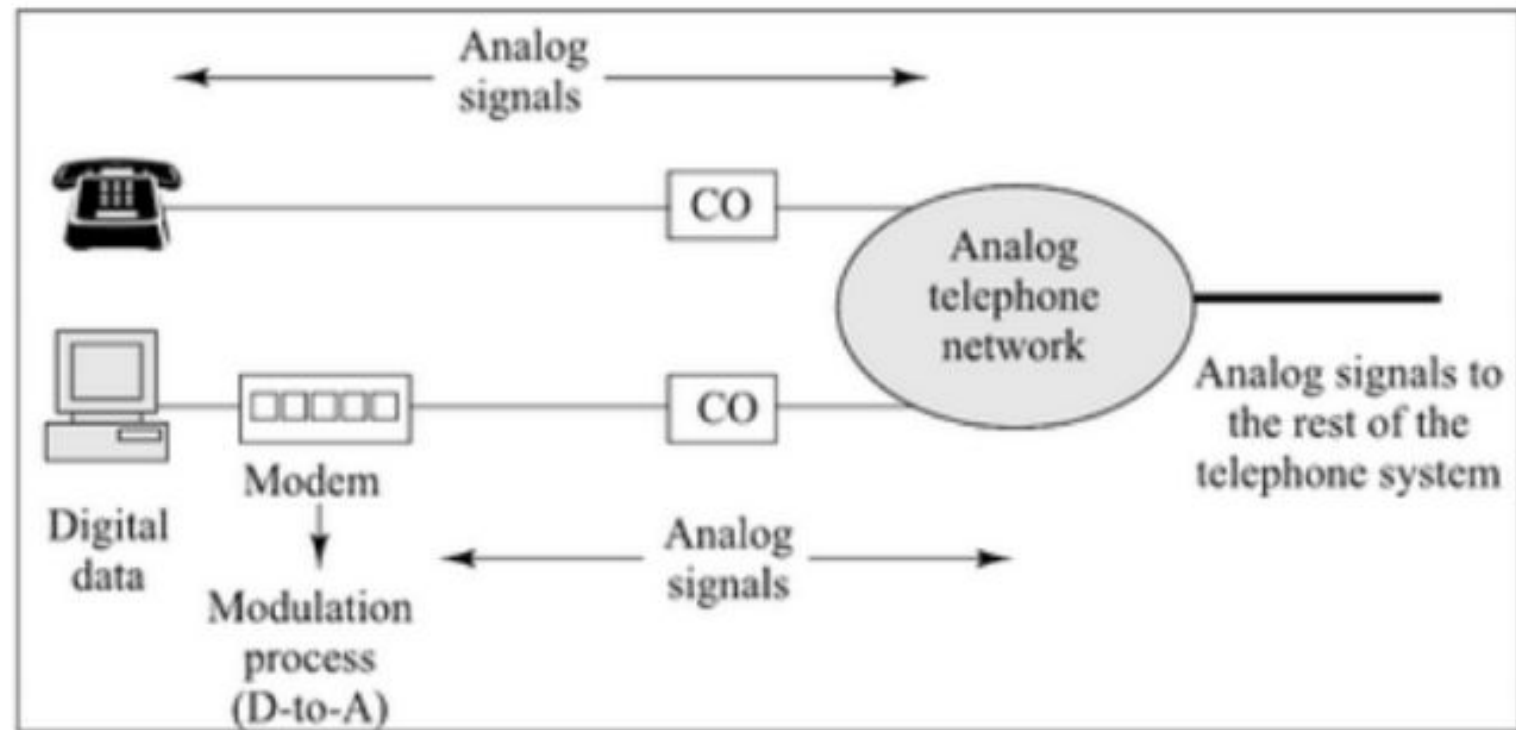 Analog
signals
CO
Analog
telephone
network
CO
Analog signals to
the rest of the
telephone system
Modem
Digital
data
Analog
signals
Modulation
process
(D-to-A)